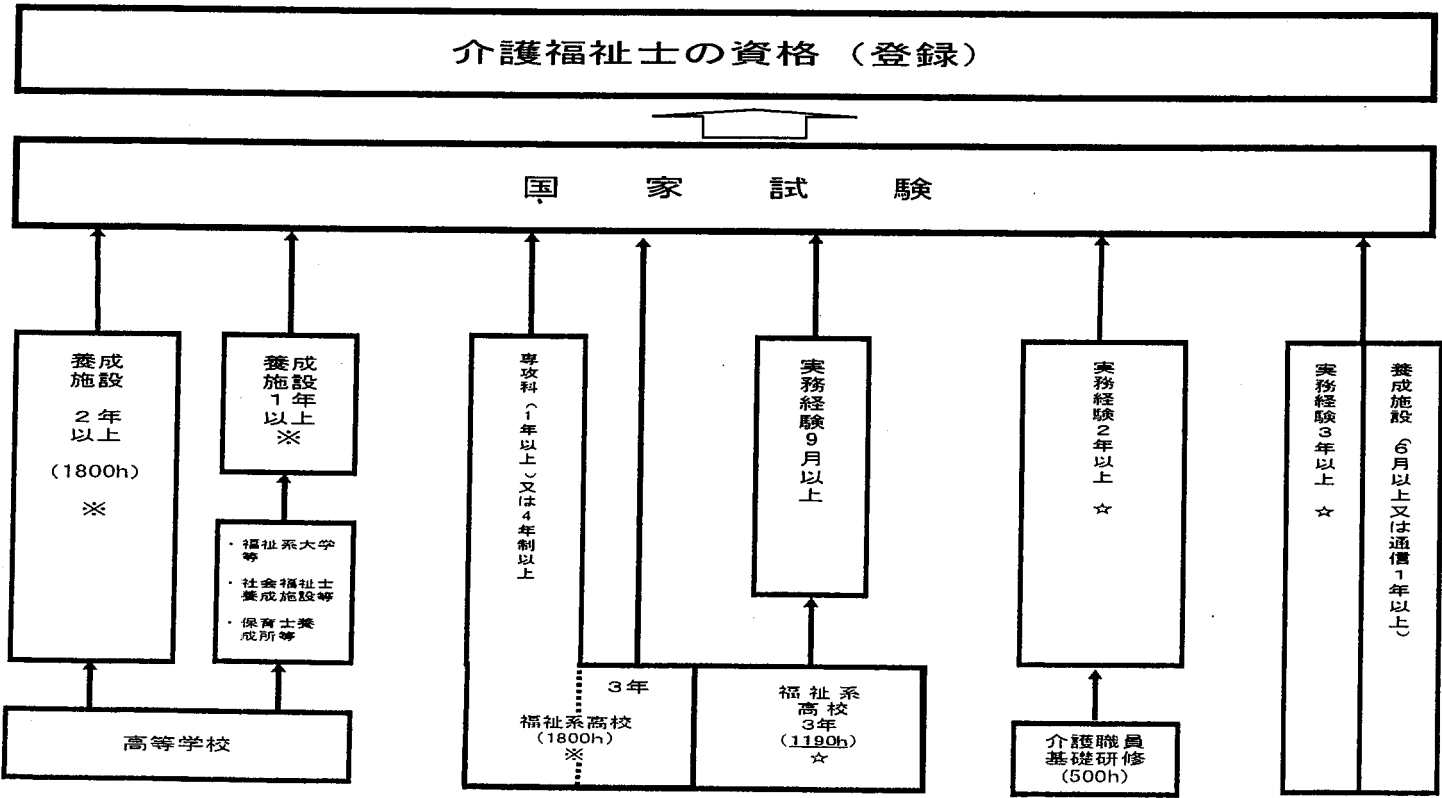 介護福祉士の資格（登録）
国家試験
養成
施設
2年
以上
(1800h)
※
養成
施設
1年
以上
※
・福祉系大学
等
・社会福祉士
養成施設等
・保育士養
成所等
高等学校
専攻科（1年以上）又は4年制以上
3年
福祉系高校
(1800h)
※
実務経験9月以上
福祉系
高校
3年
(1190h)
☆
実務経験2年以上 ☆
介護職員
基礎研修
(500h)
実務経験3年以上 ☆
養成施設（6月以上又は通信1年以上）